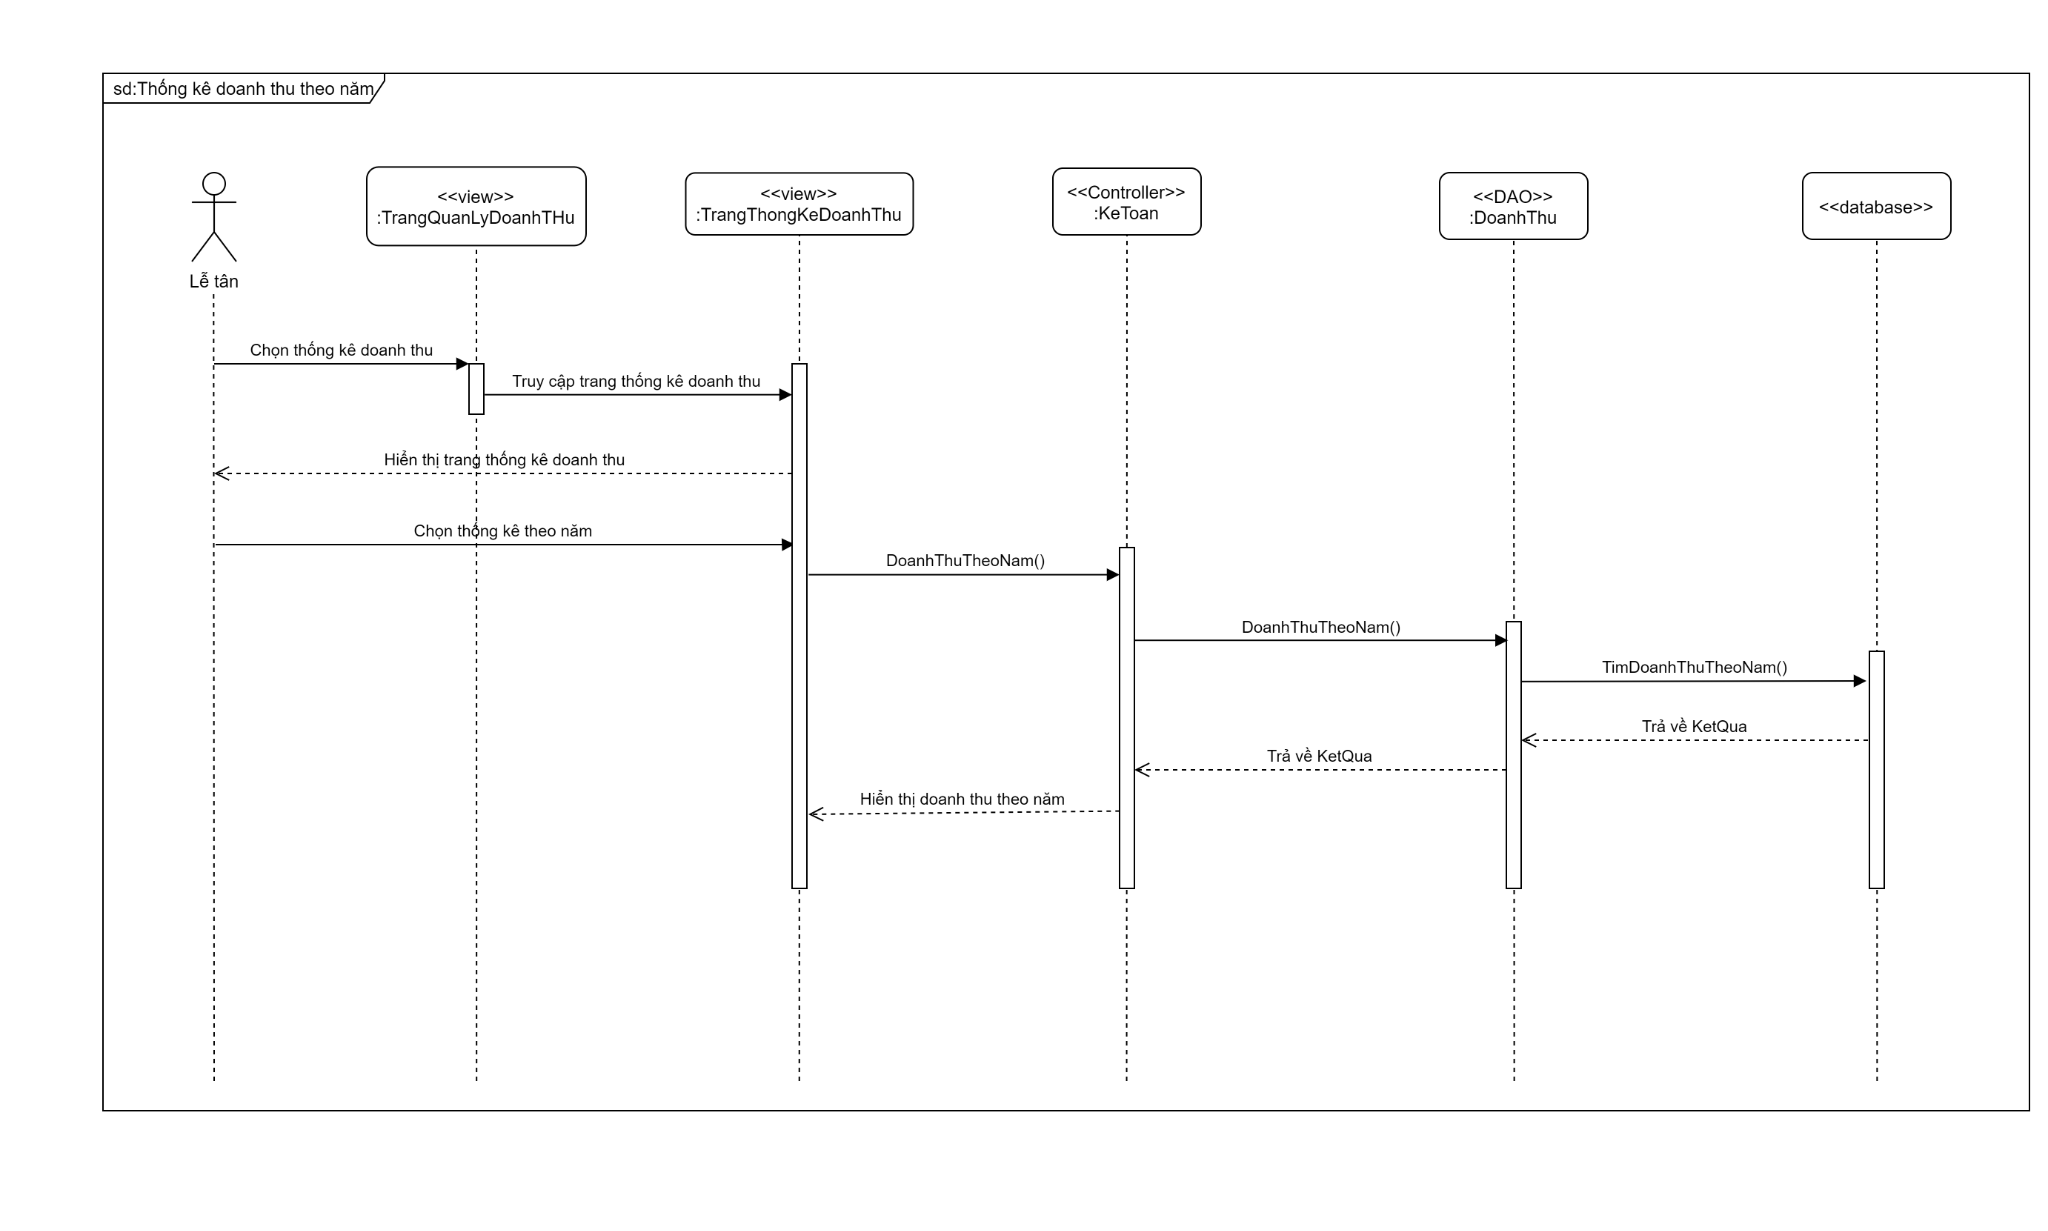 sd:Thống kê doanh thu theo năm
<<view>>
:TrangQuanLyDoanhTHu
<<view>>
:TrangThongKeDoanhThu
<<Controller>>
:KeToan
<<DAO>>
:DoanhThu
<<database>>
Lễ tân
Chọn thống kê doanh thu
Truy cập trang thống kê doanh thu
Hiển thị trang thống kê doanh thu
Chọn thống kê theo năm
DoanhThuTheoNam()
DoanhThuTheoNam()
TimDoanhThuTheoNam()
Trả về KetQua
Trả về KetQua
Hiển thị doanh thu theo năm